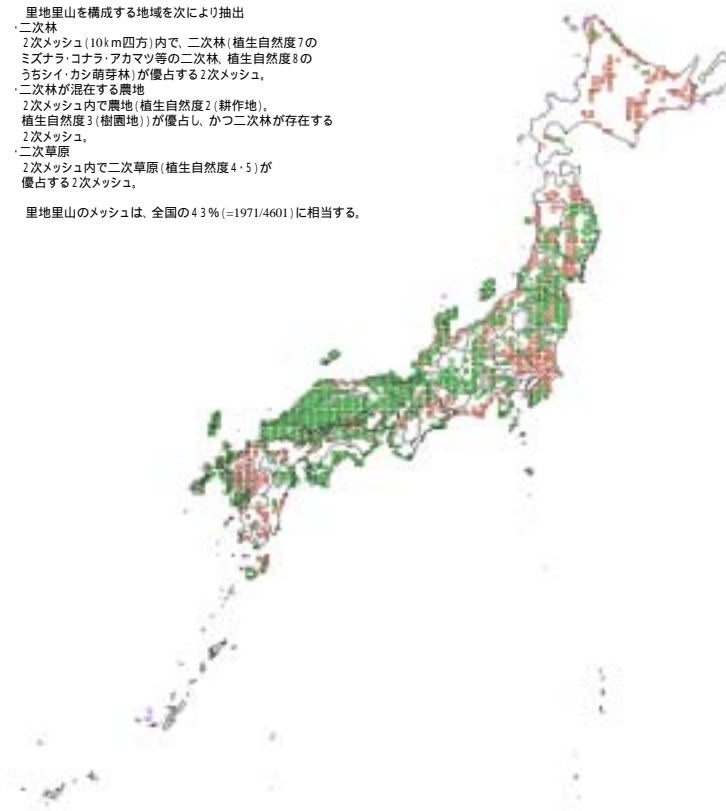 里地里山を構成する地域を次により抽出
・二次林
2次メッシュ(10km四方)内で、二次林(植生自然度7の
ミズナラ・コナラ・アカマツ等の二次林、植生自然度8の
うちシイ・カシ萌芽林)が優占する2次メッシュ。
・二次林が混在する農地
2次メッシュ内で農地(植生自然度2(耕作地)。
植生自然度3(樹園地))が優占し、かつ二次林が存在する
2次メッシュ。
・二次草原
2次メッシュ内で二次草原(植生自然度4・5)が
優占する2次メッシュ。
里地里山のメッシュは、全国の43%(=1971/4601)に相当する。